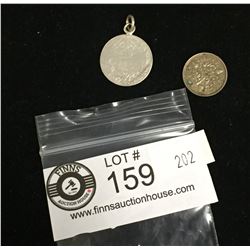 LOT # 202
FINNS
AUCTION HOUSE
159
www.finnsauctionhouse.com